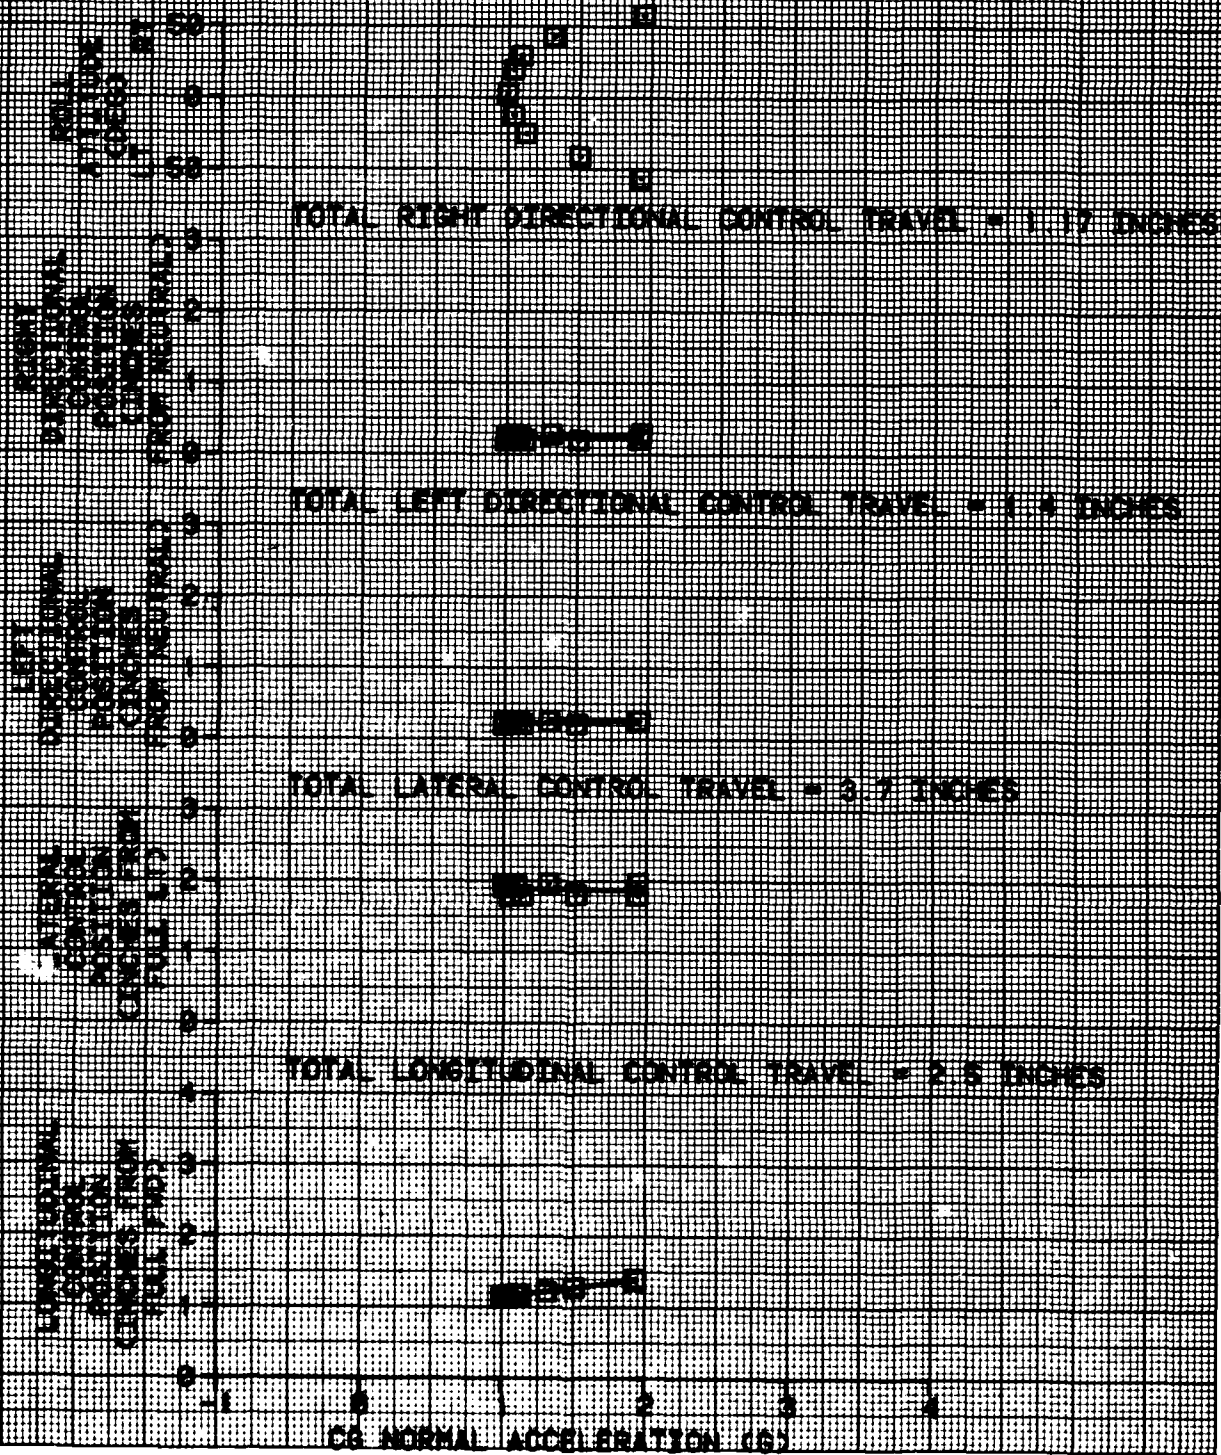 ROLL
ATTITUDE
(DEG)
LT RT
50
0
50
TOTAL RIGHT DIRECTIONAL CONTROL TRAVEL = 1.17 INCHES
RIGHT
DIRECTIONAL
CONTROL
POSITION
(INCHES
FROM NEUTRAL)
3
2
1
0
TOTAL LEFT DIRECTIONAL CONTROL TRAVEL = 1.4 INCHES
LEFT
DIRECTIONAL
CONTROL
POSITION
(INCHES
FROM NEUTRAL)
3
2
1
0
TOTAL LATERAL CONTROL TRAVEL = 3.7 INCHES
LATERAL
CONTROL
POSITION
(INCHES FROM
FULL LT)
3
2
1
0
TOTAL LONGITUDINAL CONTROL TRAVEL = 2.5 INCHES
LONGITUDINAL
CONTROL
POSITION
(INCHES FROM
FULL FWD)
4
3
2
1
0
-1 0 2 3 4
CG NORMAL ACCELERATION (G)